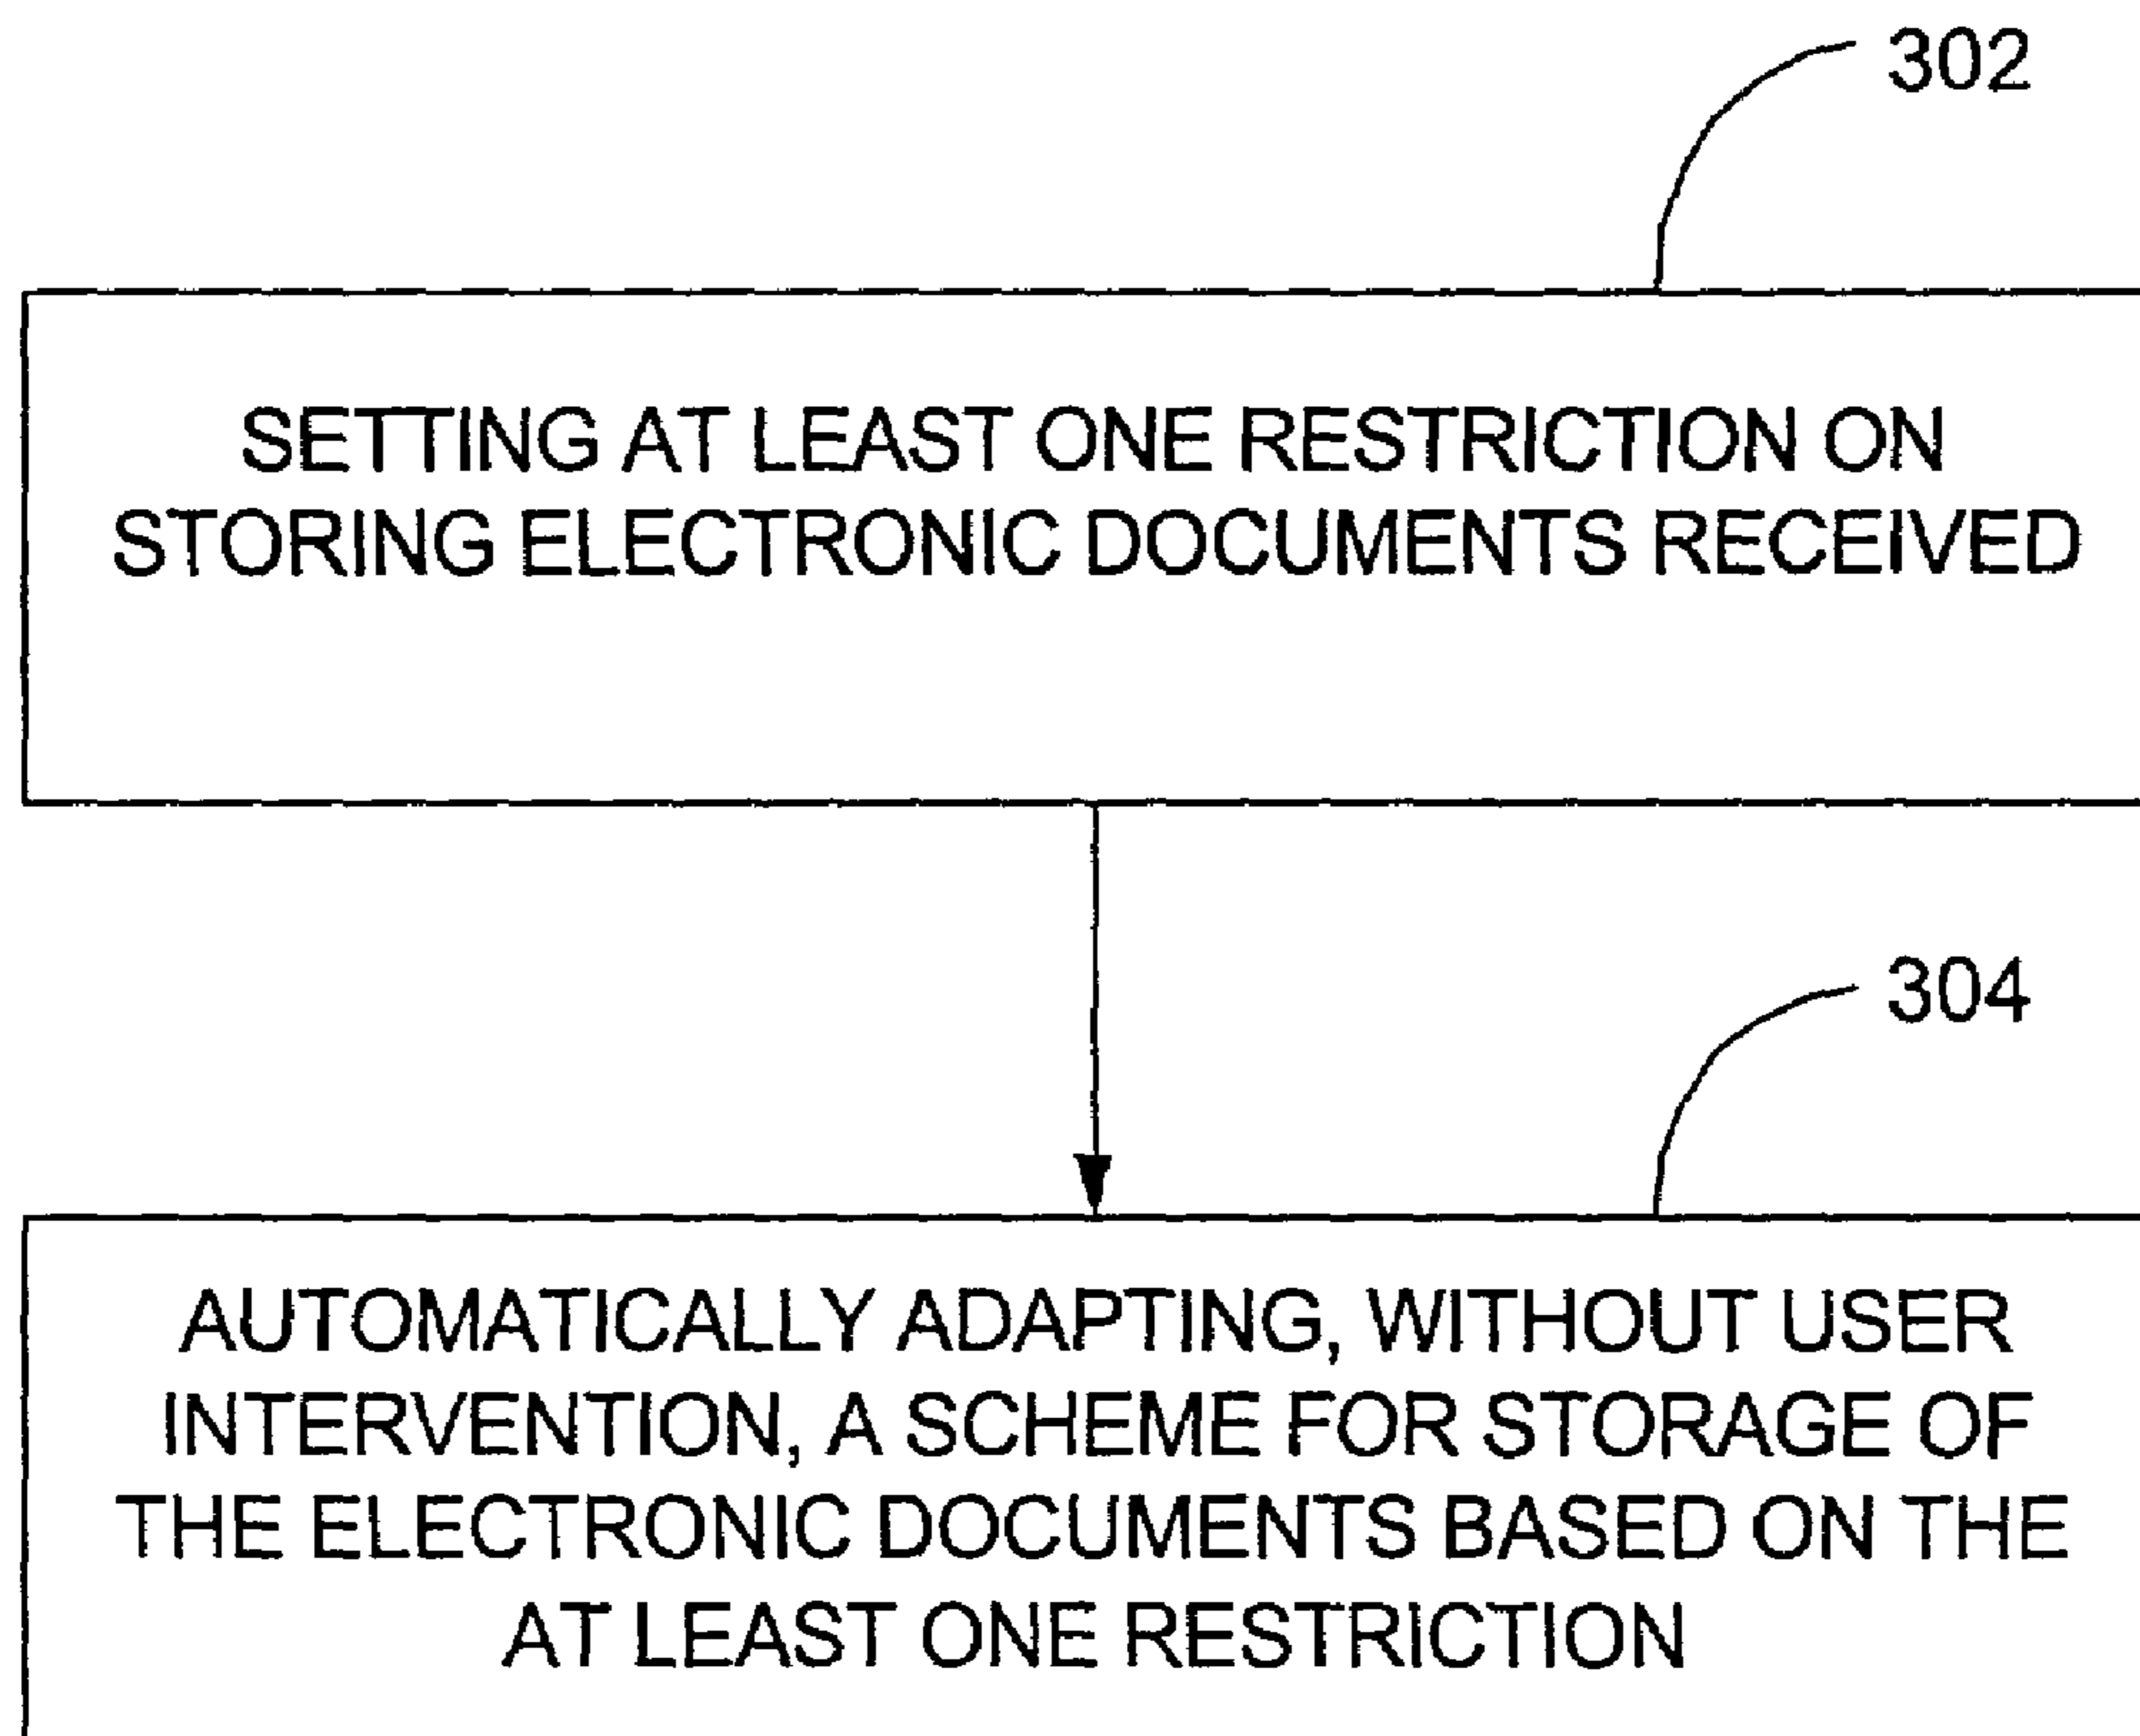 302
SETTING AT LEAST ONE RESTRICTION ON
STORING ELECTRONIC DOCUMENTS RECEIVED
304
AUTOMATICALLY ADAPTING, WITHOUT USER
INTERVENTION, A SCHEME FOR STORAGE OF
THE ELECTRONIC DOCUMENTS BASED ON THE
AT LEAST ONE RESTRICTION